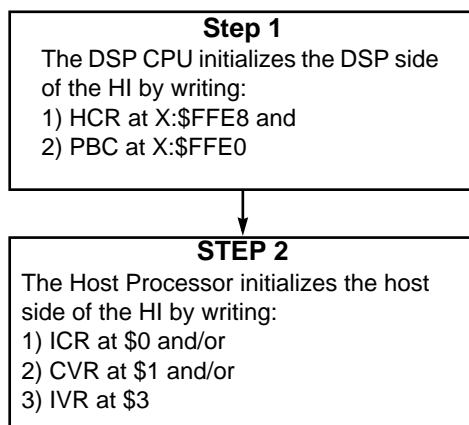 Step 1
The DSP CPU initializes the DSP side
of the HI by writing:
1) HCR at X:$FFE8 and
2) PBC at X:$FFE0
STEP 2
The Host Processor initializes the host
side of the HI by writing:
1) ICR at $0 and/or
2) CVR at $1 and/or
3) IVR at $3